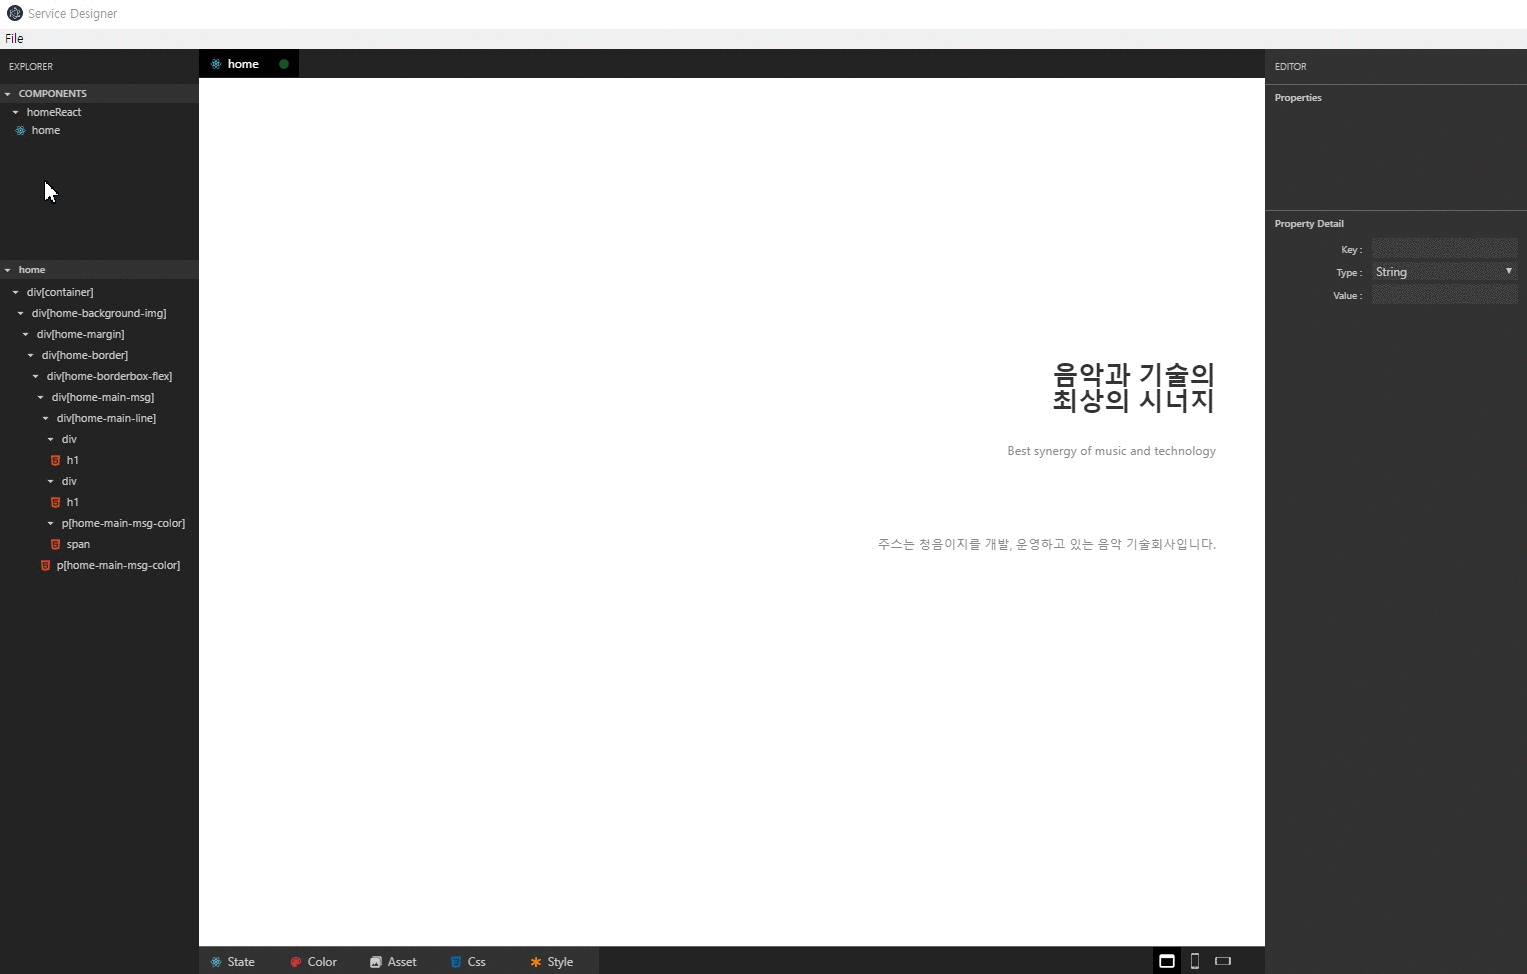 Service Designer
File
EXPLORER
COMPONENTS
homeReact
home
home
div[container]
div[home-background-img]
div[home-margin]
div[home-border]
div[home-borderbox-flex]
div[home-main-msg]
div[home-main-line]
div
h1
div
h1
p[home-main-msg-color]
span
p[home-main-msg-color]
home
음악과 기술의
최상의 시너지
Best synergy of music and technology
주스는 청음이지를 개발, 운영하고 있는 음악 기술회사입니다.
State Color Asset Css Style
EDITOR
Properties
Property Detail
Key :
Type : String
Value :